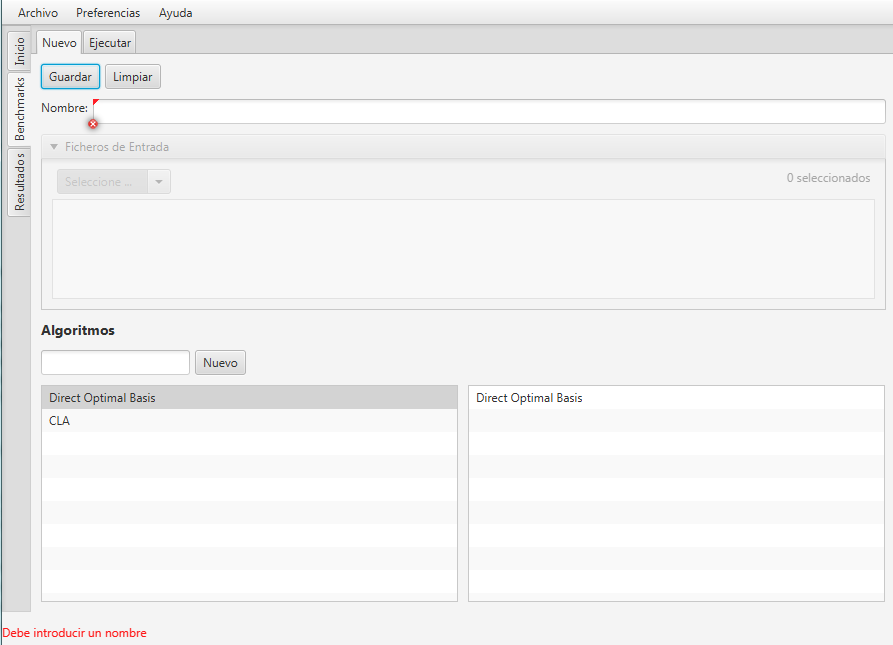 Archivo Preferencias Ayuda
Inicio
Benchmarks
Resultados
Nuevo Ejecutar
Guardar Limpiar
Nombre:
Ficheros de Entrada
Seleccione ...
0 seleccionados
Algoritmos
Nuevo
Direct Optimal Basis
CLA
Direct Optimal Basis
Debe introducir un nombre